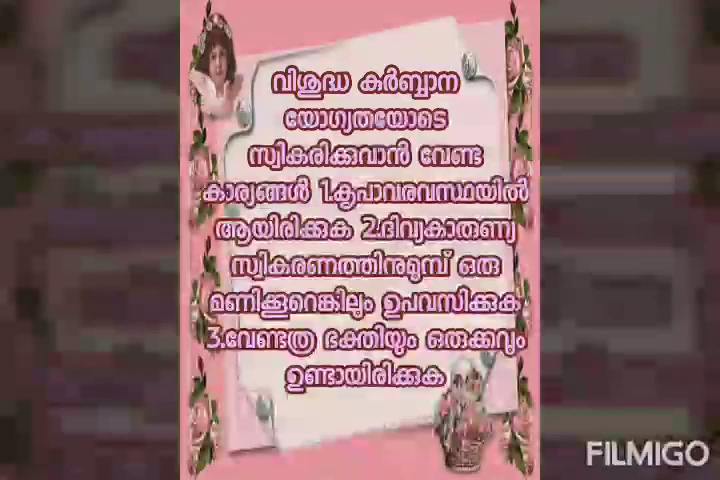 വിശുദ്ധ കുർബ്ബാന
യോഗ്യതയോടെ
സ്വികരിക്കുവാൻ വേണ്ട
കാര്യങ്ങൾ 1.കൃപാവരവസ്ഥയിൽ
ആയിരിക്കുക 2.ദിവ്യകാരുണ്യ
സ്വികരണത്തിനുമുമ്പ് ഒരു
മണിക്കൂറെങ്കിലും ഉപവസിക്കുക
3.വേണ്ടത്ര ഭക്തിയും ഒരുക്കവും
ഉണ്ടായിരിക്കുക
FILMIGO